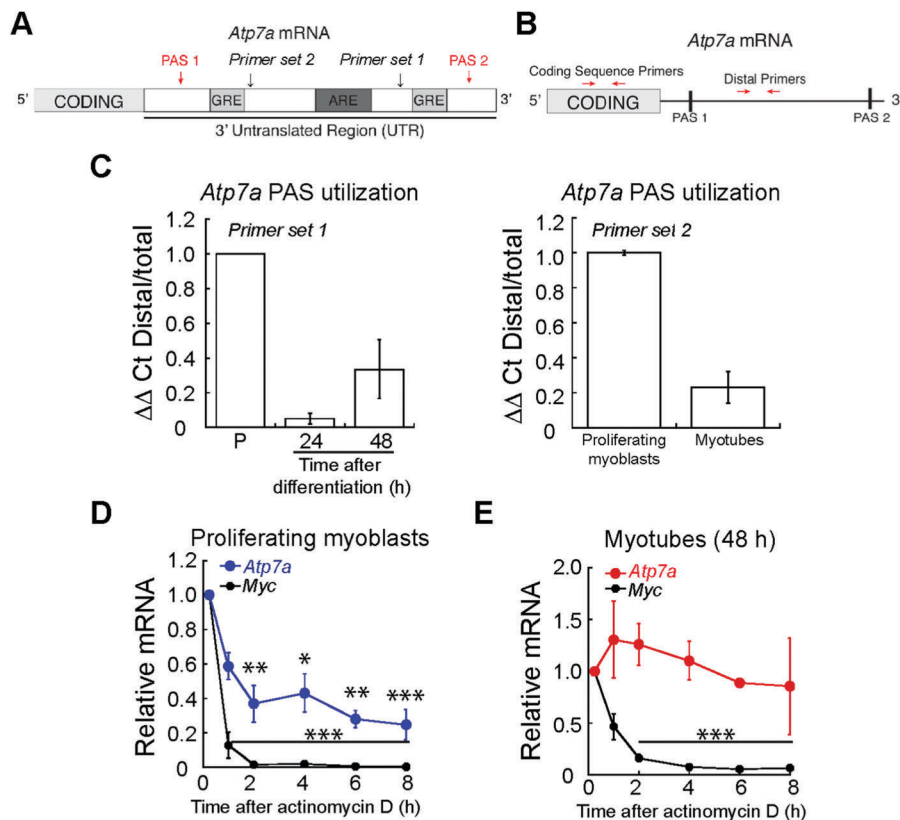 A
Atp7a mRNA
PAS 1
Primer set 2
Primer set 1
PAS 2
5'
CODING
GRE
ARE
GRE
3'
3' Untranslated Region (UTR)
B
Atp7a mRNA
Coding Sequence Primers
Distal Primers
5'
CODING
3
PAS 1
PAS 2
C
Atp7a PAS utilization
Primer set 1
ΔΔ Ct Distal/total
1.2
1.0
0.8
0.6
0.4
0.2
0
P
24
48
Time after
differentiation (h)
Atp7a PAS utilization
Primer set 2
ΔΔ Ct Distal/total
1.2
1.0
0.8
0.6
0.4
0.2
0
Proliferating
myoblasts
Myotubes
D
Proliferating myoblasts
Atp7a
Myc
Relative mRNA
1.2
1.0
0.8
0.6
0.4
0.2
0
**
*
**
***
***
0
2
4
6
8
Time after actinomycin D (h)
E
Myotubes (48 h)
Atp7a
Myc
Relative mRNA
2.0
1.5
1.0
0.5
0
***
0
2
4
6
8
Time after actinomycin D (h)